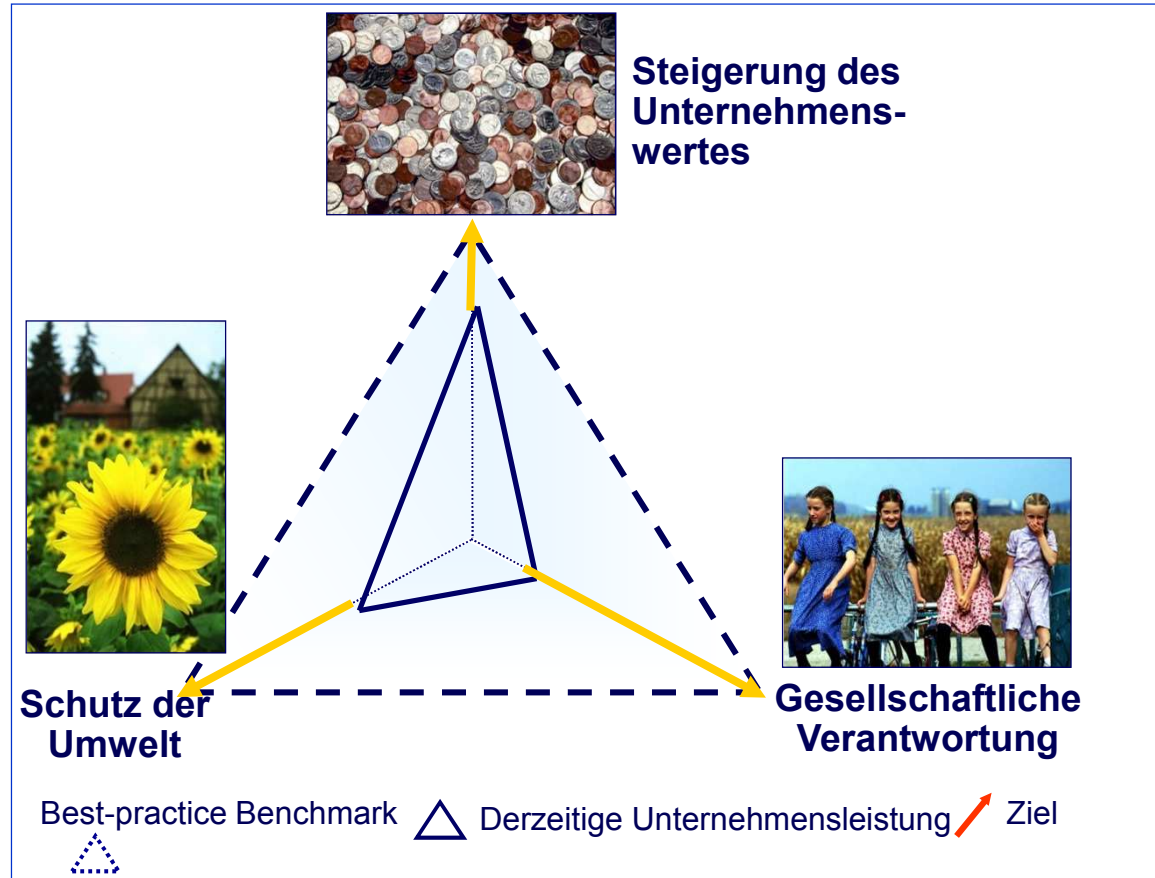 Steigerung des
Unternehmens-
wertes
Schutz der
Umwelt
Gesellschaftliche
Verantwortung
Best-practice Benchmark
Derzeitige Unternehmensleistung
Ziel